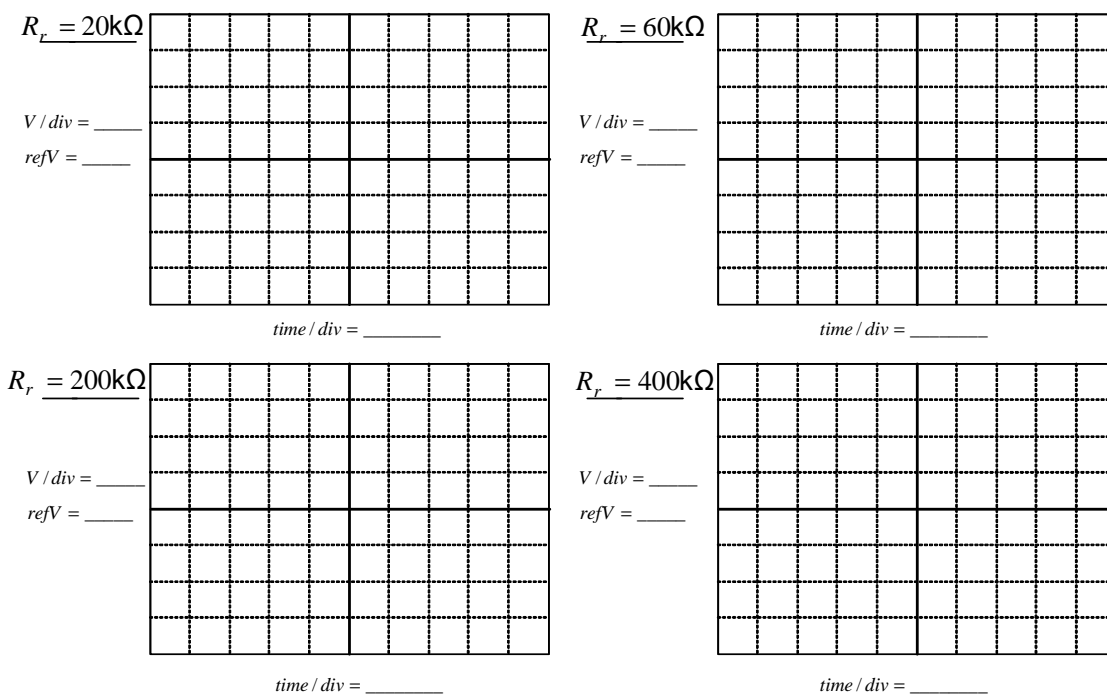 R_r = 20kΩ
V / div = _____
refV = _____
time / div = ________
R_r = 60kΩ
V / div = _____
refV = _____
time / div = ________
R_r = 200kΩ
V / div = _____
refV = _____
time / div = ________
R_r = 400kΩ
V / div = _____
refV = _____
time / div = ________